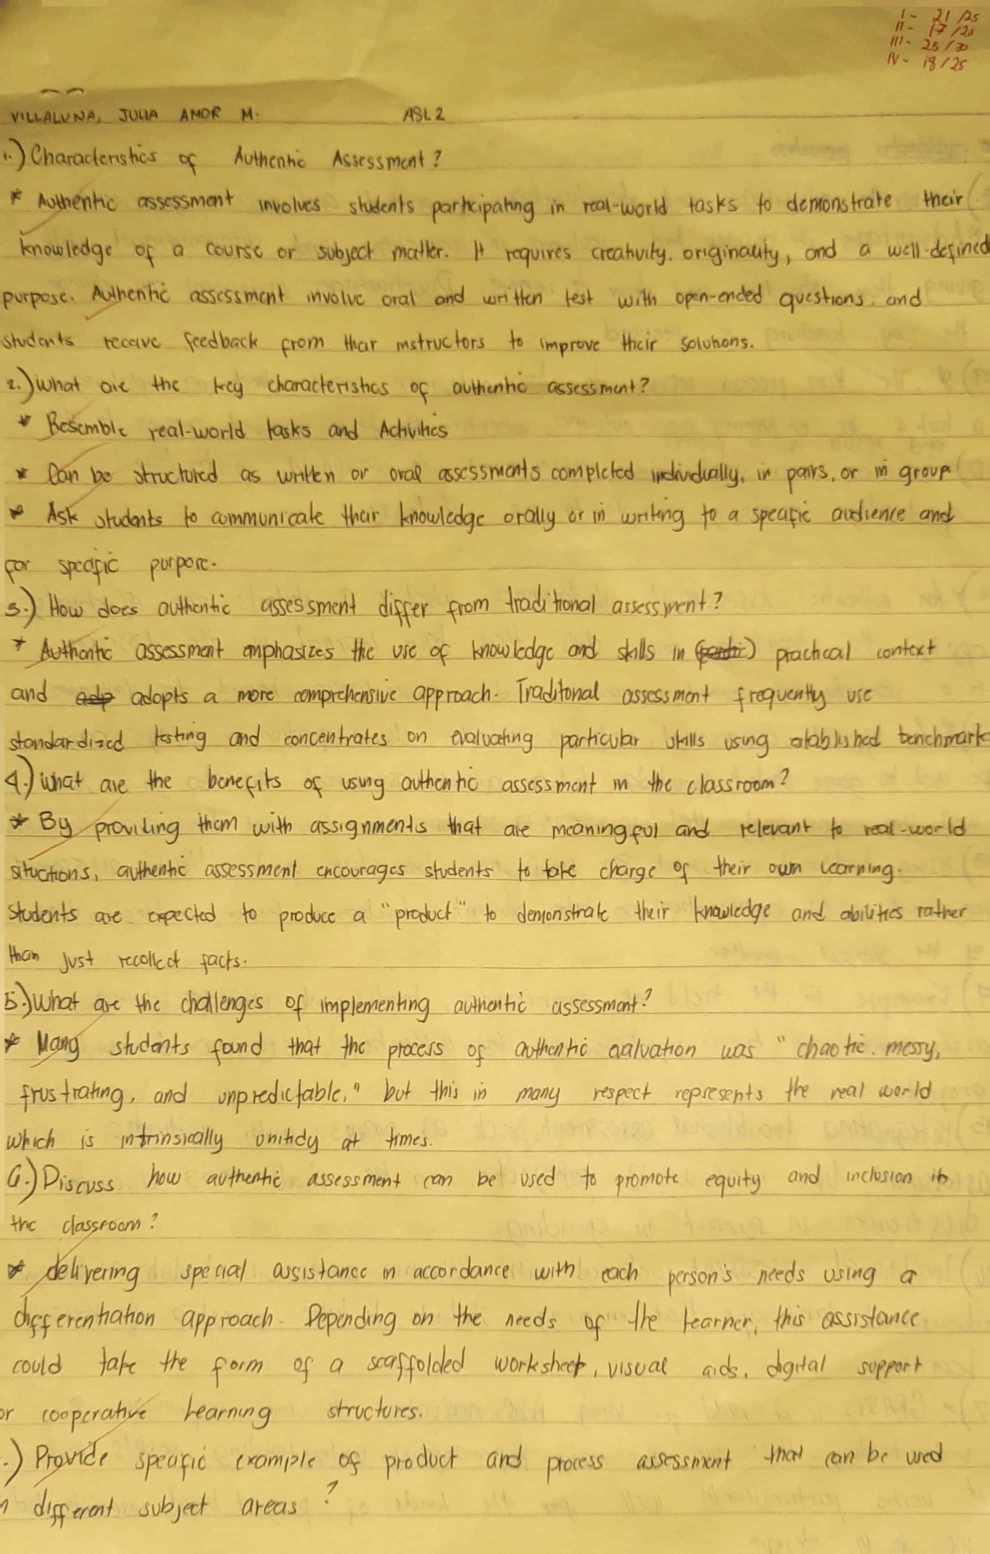 I - 21/25
II - 17/20
III - 25/30
IV - 18/25
VILLALUNA, JULIA AMOR M. ASL 2
1.) Characteristics of Authentic Assessment?
* Authentic assessment involves students participating in real-world tasks to demonstrate their
knowledge of a course or subject matter. It requires creativity, originality, and a well-defined
purpose. Authentic assessment involve oral and written test with open-ended questions. and
students receive feedback from their instructors to improve their solutions.
2.) What are the key characteristics of authentic assessment?
* Resemble real-world tasks and Activities
* Can be structured as written or oral assessments completed individually, in pairs, or in group
* Ask students to communicate their knowledge orally or in writing to a specific audience and
for specific purpose.
3.) How does authentic assessment differ from traditional assessment?
* Authentic assessment emphasizes the use of knowledge and skills in practical context
and adopts a more comprehensive approach. Traditonal assessment frequently use
standardized testing and concentrates on evaluating particular skills using established benchmark
4.) What are the benefits of using authentic assessment in the classroom?
* By providing them with assignments that are meaningful and relevant to real-world
situations, authentic assessment encourages students to take charge of their own learning.
Students are expected to produce a "product" to demonstrate their knowledge and abilities rather
than just recollect facts.
5.) What are the challenges of implementing authentic assessment?
* Many students found that the process of authentic evaluation was "chaotic. messy,
frustrating, and unpredictable," but this in many respect represents the real world
which is intrinsically untidy at times.
6.) Discuss how authentic assessment can be used to promote equity and inclusion in
the classroom?
* delivering special assistance in accordance with each person's needs using a
differentiation approach. Depending on the needs of the learner, this assistance
could take the form of a scaffolded worksheet, visual aids, digital support
or cooperative learning structures.
.) Provide specific example of product and process assessment that can be used
n different subject areas?